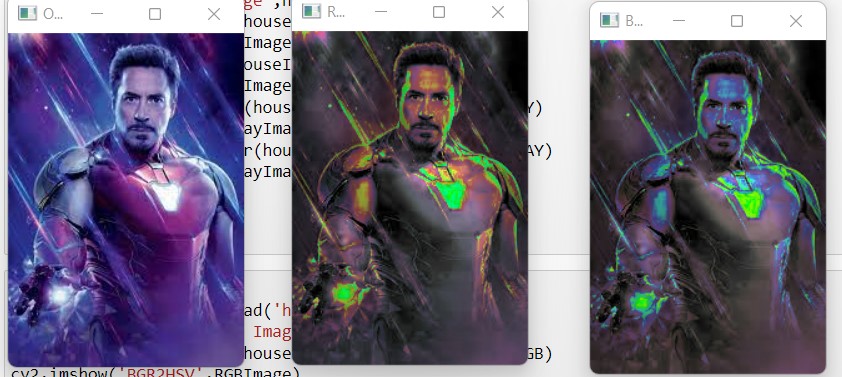 O...
R...
B...
ge',h
house
Image
ouseI
Image
(hous
Y)
ayIma
r(hou
AY)
ayIma
ad('h
Imag
house
GB)
cv2.imshow('BGR2HSV',RGBImage)